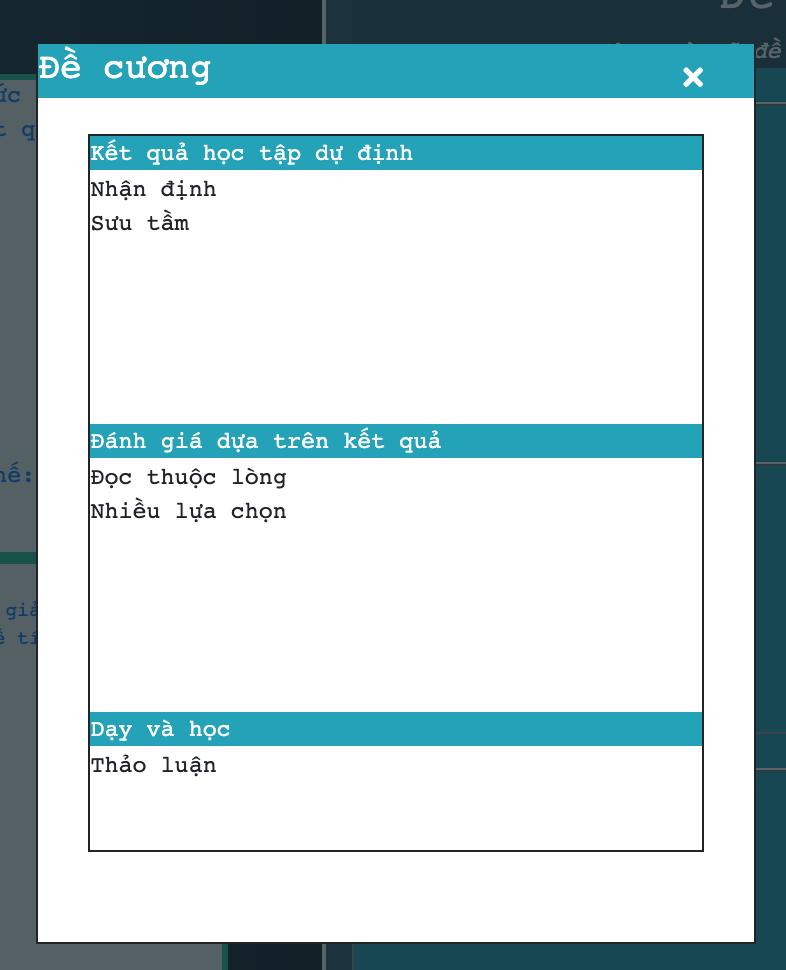 Đề cương
Kết quả học tập dự định
Nhận định
Sưu tầm
Đánh giá dựa trên kết quả
Đọc thuộc lòng
Nhiều lựa chọn
Dạy và học
Thảo luận